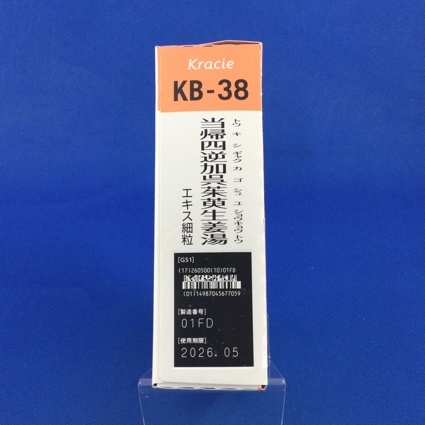 Kracie
KB-38
当帰四逆加呉茱萸生姜湯
トウキシギャクカゴシュユショウキョウトウ
エキス細粒
[GS1]
(17)260500(10)01FD
(01)14987045677059
[製造番号]
01FD
[使用期限]
2026.05